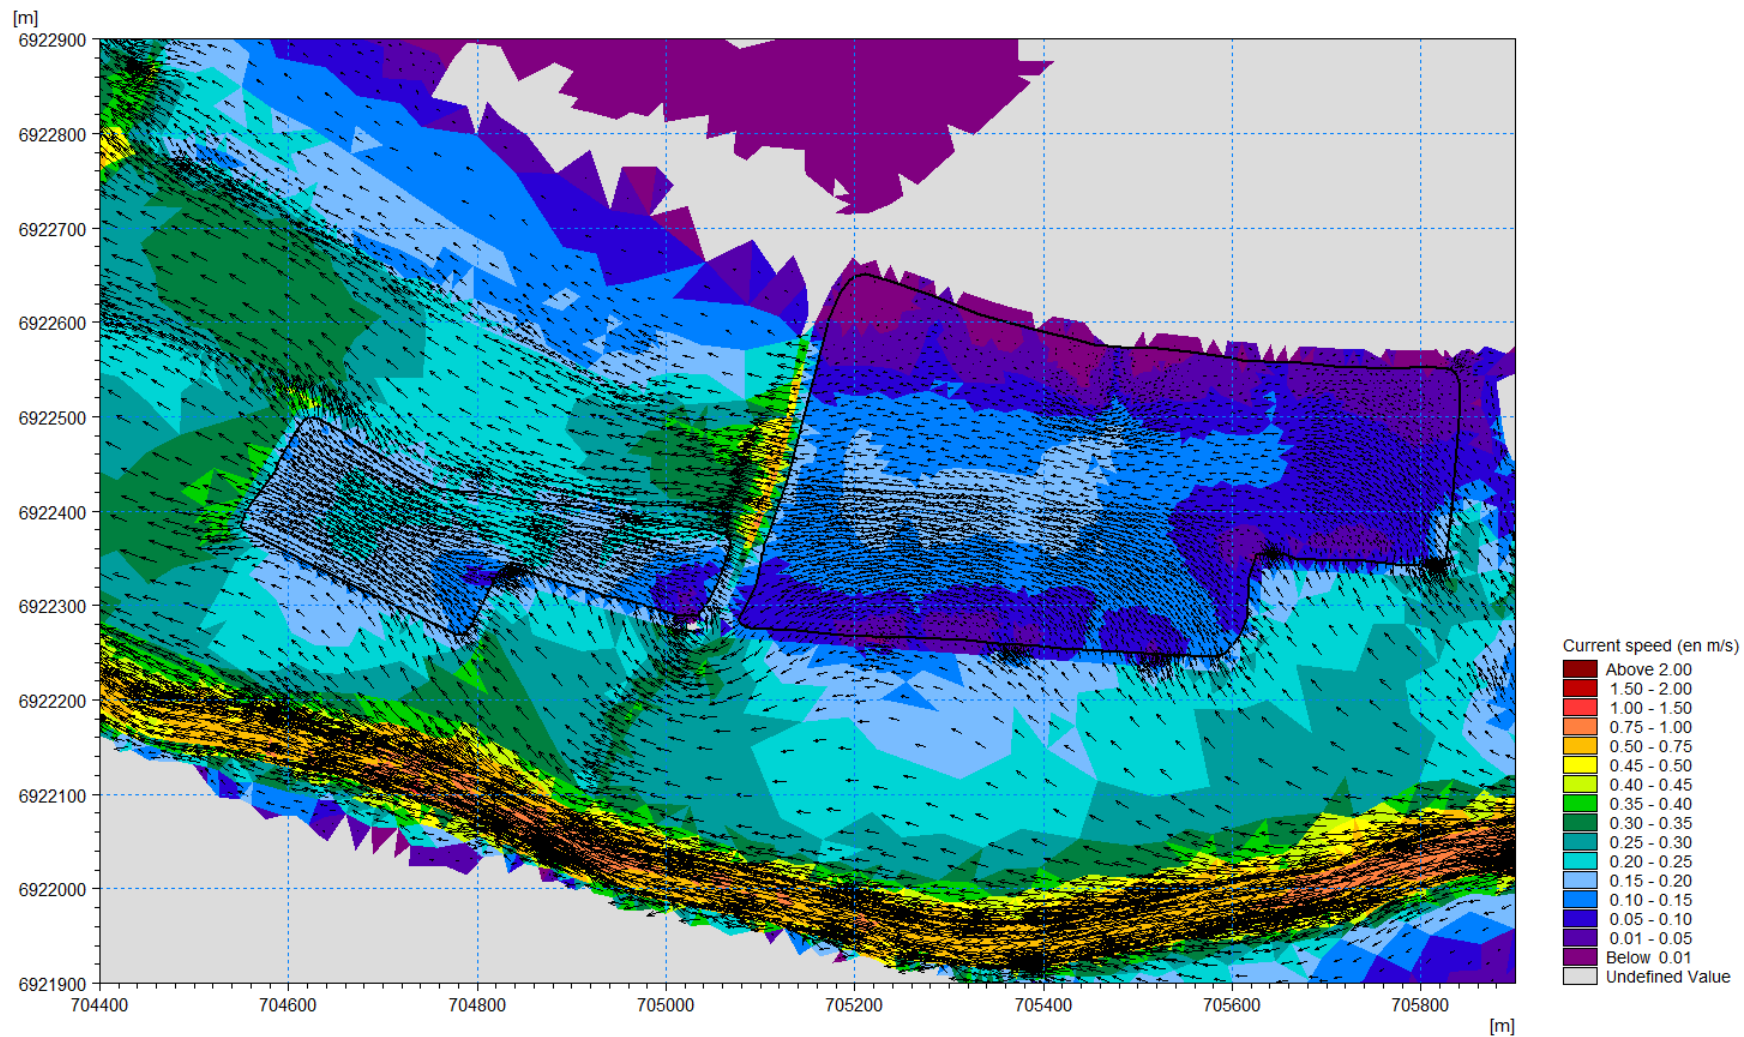 [m]
6922900
6922800
6922700
6922600
6922500
6922400
6922300
6922200
6922100
6922000
6921900
704400 704600 704800 705000 705200 705400 705600 705800
[m]
Current speed (en m/s)
Above 2.00
1.50 - 2.00
1.00 - 1.50
0.75 - 1.00
0.50 - 0.75
0.45 - 0.50
0.40 - 0.45
0.35 - 0.40
0.30 - 0.35
0.25 - 0.30
0.20 - 0.25
0.15 - 0.20
0.10 - 0.15
0.05 - 0.10
0.01 - 0.05
Below 0.01
Undefined Value